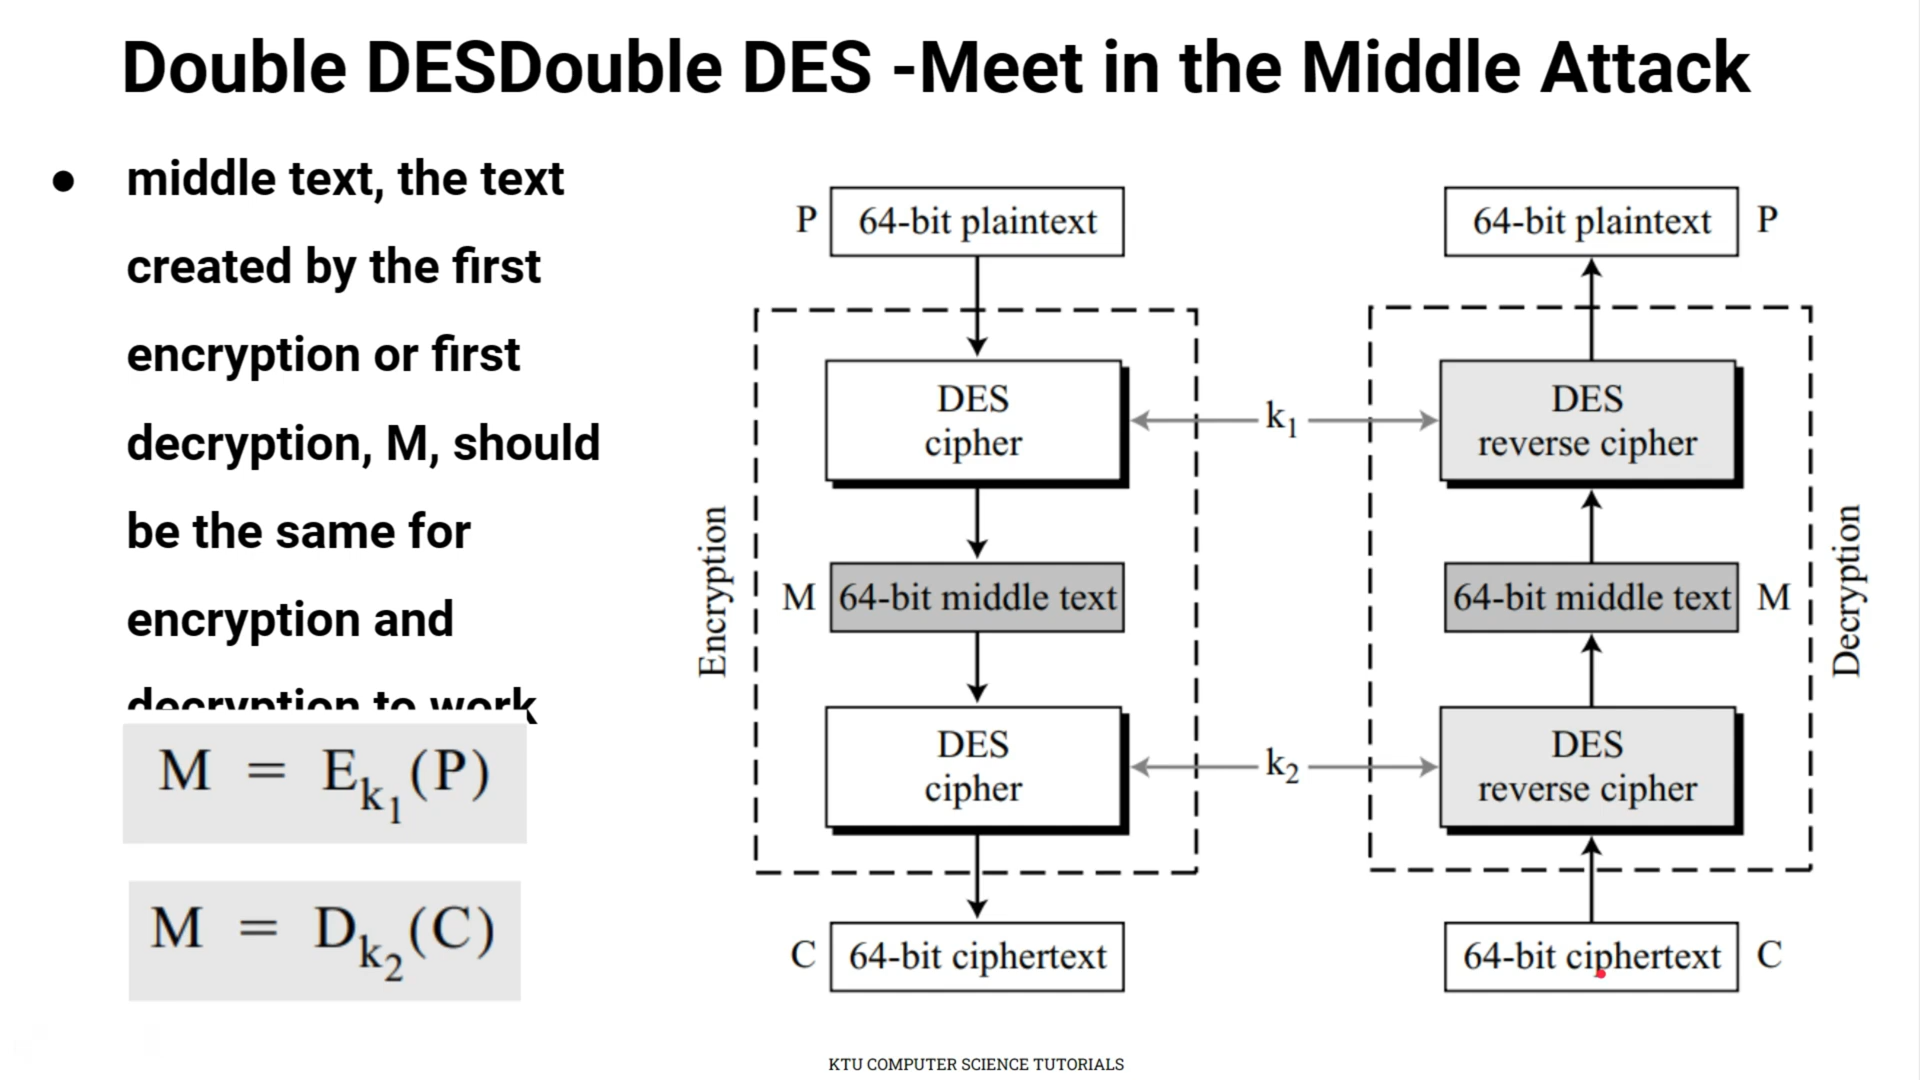 Double DESDouble DES -Meet in the Middle Attack
● middle text, the text
created by the first
encryption or first
decryption, M, should
be the same for
encryption and
decryption to work
M = Ek1(P)
M = Dk2(C)
P 64-bit plaintext
DES
cipher
k1
M 64-bit middle text
DES
cipher
k2
C 64-bit ciphertext
Encryption
64-bit plaintext P
DES
reverse cipher
64-bit middle text M
DES
reverse cipher
64-bit ciphertext C
Decryption
KTU COMPUTER SCIENCE TUTORIALS